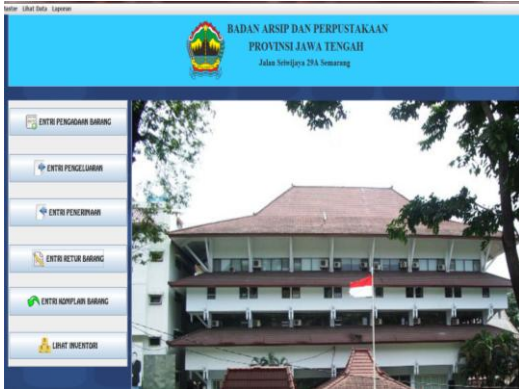 Master Lihat Data Laporan
BADAN ARSIP DAN PERPUSTAKAAN
PROVINSI JAWA TENGAH
Jalan Sriwijaya 29A Semarang
ENTRI PENGADAAN BARANG
ENTRI PENGELUARAN
ENTRI PENERIMAAN
ENTRI RETUR BARANG
ENTRI KOMPLAIN BARANG
LIHAT INVENTORI